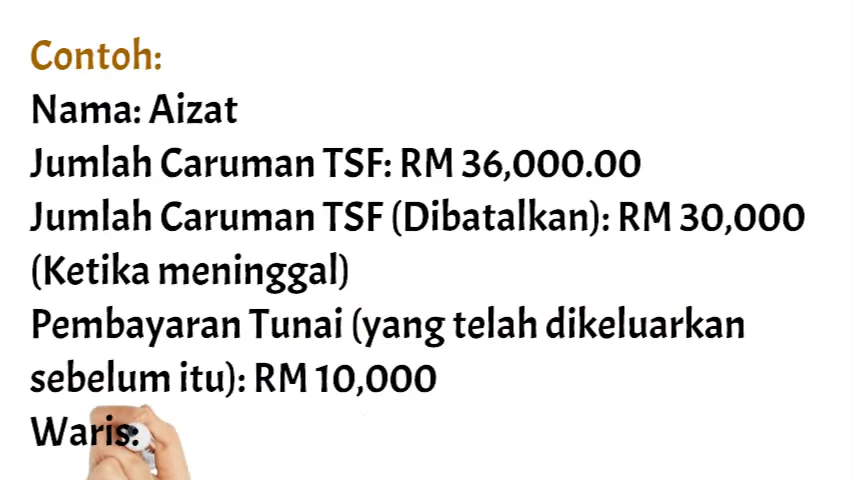 Contoh:
Nama: Aizat
Jumlah Caruman TSF: RM 36,000.00
Jumlah Caruman TSF (Dibatalkan): RM 30,000
(Ketika meninggal)
Pembayaran Tunai (yang telah dikeluarkan
sebelum itu): RM 10,000
Waris: